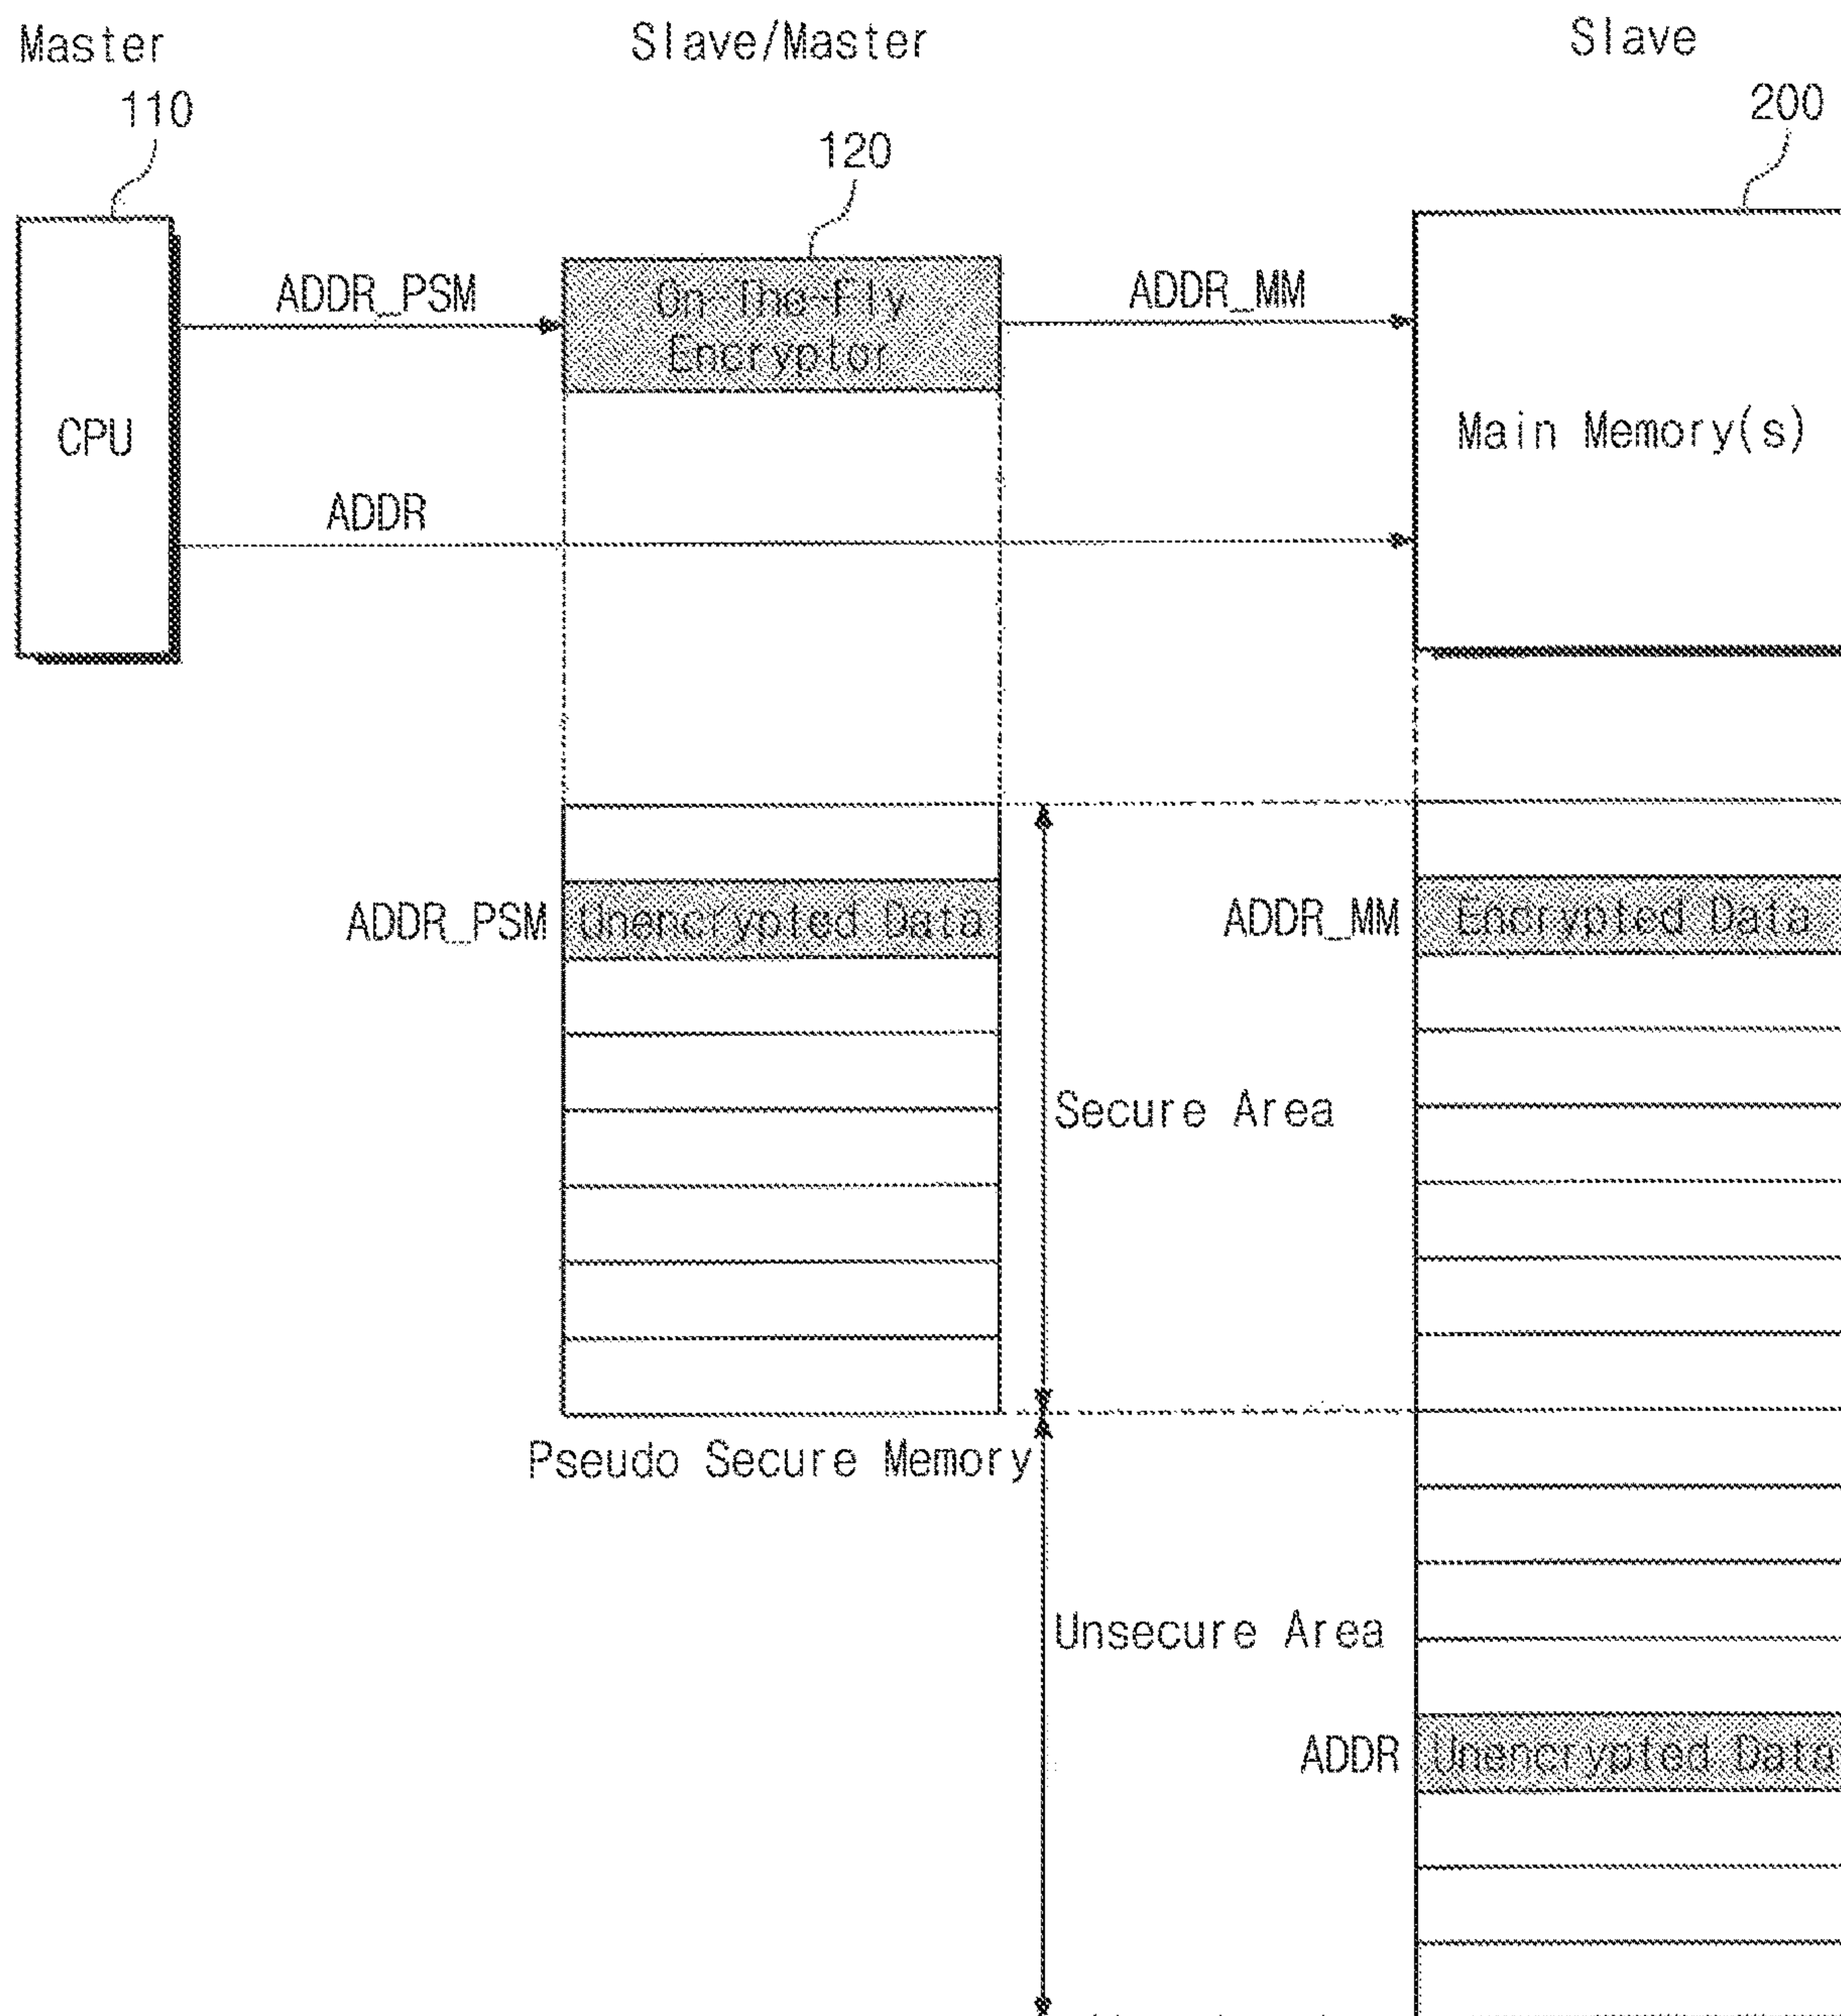 Master
Slave/Master
Slave
110
120
200
ADDR_PSM
On-The-Fly
Encryptor
ADDR_MM
CPU
Main Memory(s)
ADDR
ADDR_PSM
Unencrypted Data
ADDR_MM
Encrypted Data
Secure Area
Pseudo Secure Memory
Unsecure Area
ADDR
Unencrypted Data